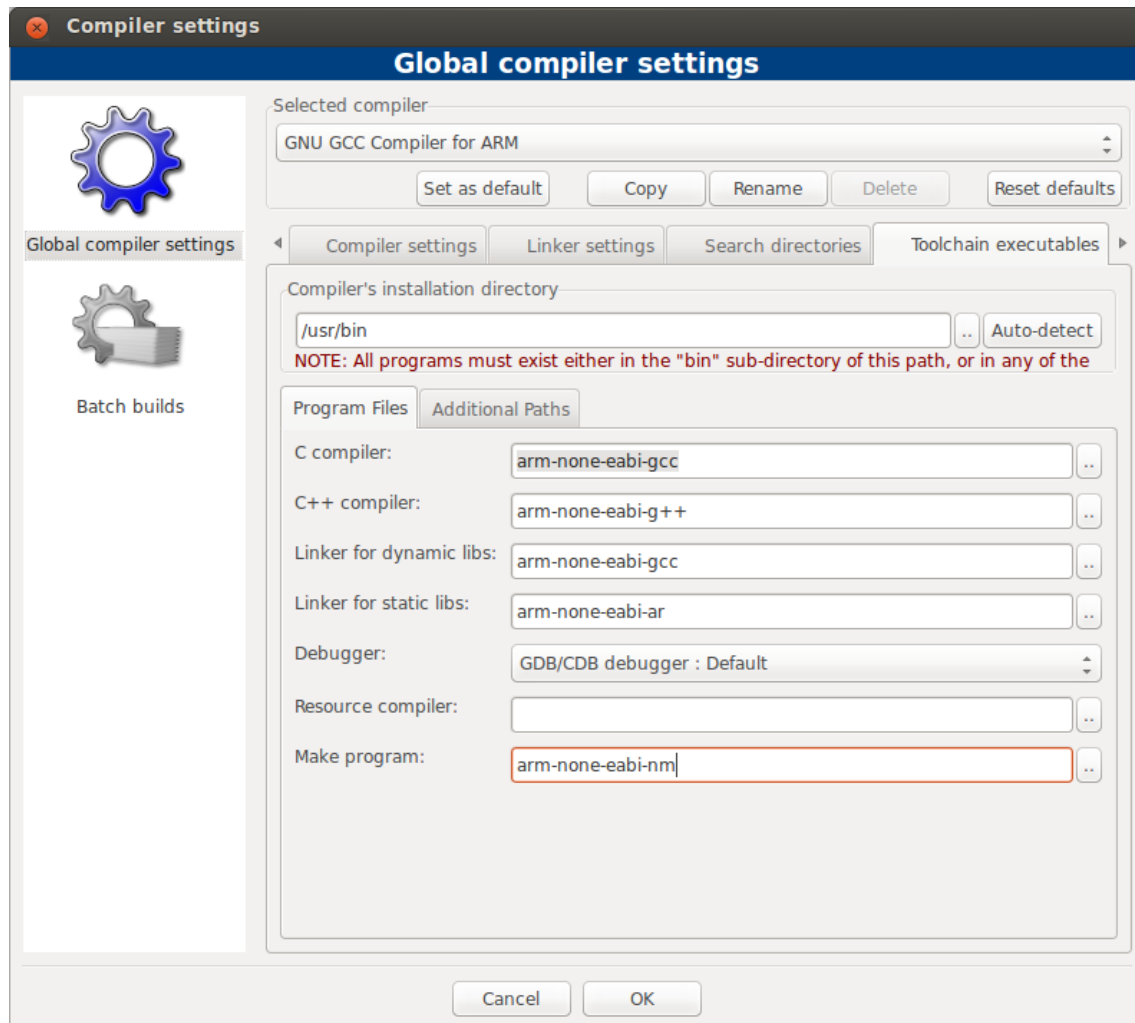 Compiler settings
Global compiler settings
Global compiler settings
Batch builds
Selected compiler
GNU GCC Compiler for ARM
Set as default Copy Rename Delete Reset defaults
Compiler settings Linker settings Search directories Toolchain executables
Compiler's installation directory
/usr/bin .. Auto-detect
NOTE: All programs must exist either in the "bin" sub-directory of this path, or in any of the
Program Files Additional Paths
C compiler: arm-none-eabi-gcc ..
C++ compiler: arm-none-eabi-g++ ..
Linker for dynamic libs: arm-none-eabi-gcc ..
Linker for static libs: arm-none-eabi-ar ..
Debugger: GDB/CDB debugger : Default
Resource compiler: ..
Make program: arm-none-eabi-nm ..
Cancel OK